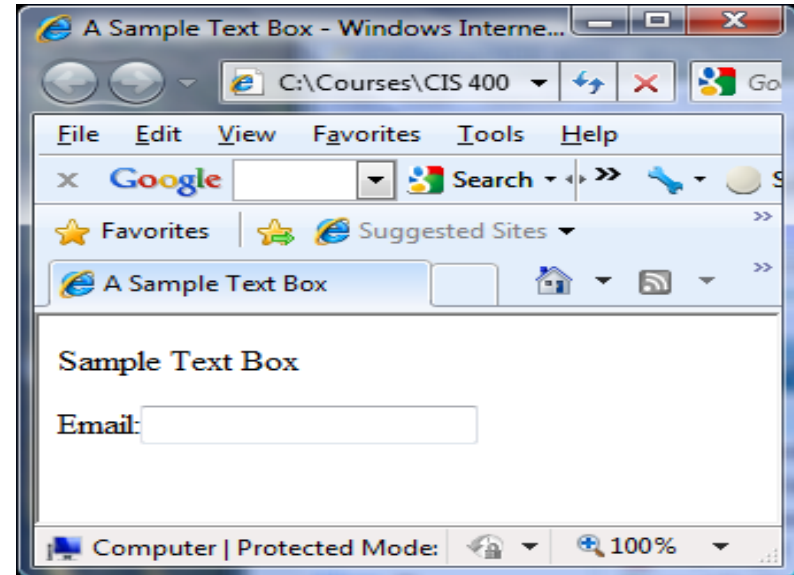 A Sample Text Box - Windows Interne...
C:\Courses\CIS 400 Go
File Edit View Favorites Tools Help
x Google Search S
Favorites Suggested Sites
A Sample Text Box
Sample Text Box
Email:
Computer | Protected Mode: 100%